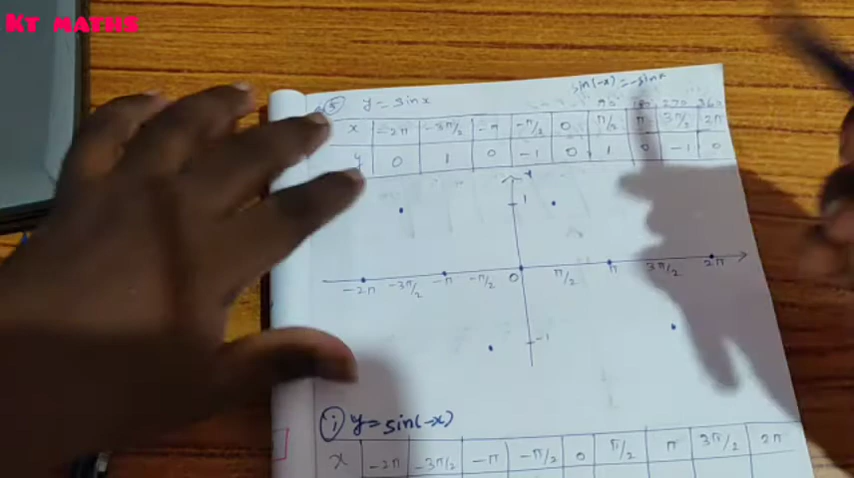 KT MATHS
⑤ y = sin x
sin(-x) = -sin x
90 180 270 360
x -2π -3π/2 -π -π/2 0 π/2 π 3π/2 2π
y 0 1 0 -1 0 1 0 -1 0
y
1
-2π -3π/2 -π -π/2 0 π/2 π 3π/2 2π
-1
ⓘ y = sin(-x)
x -2π -3π/2 -π -π/2 0 π/2 π 3π/2 2π